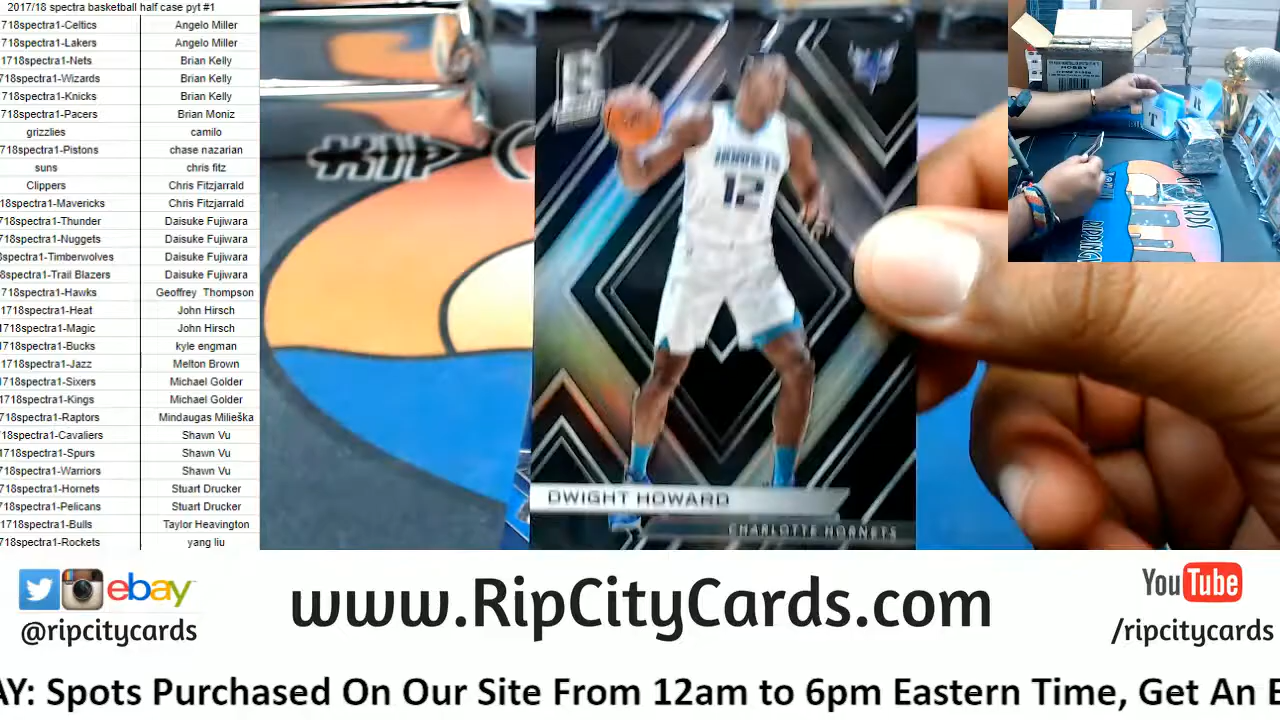 2017/18 spectra basketball half case pyt #1
718spectra1-Celtics Angelo Miller
718spectra1-Lakers Angelo Miller
1718spectra1-Nets Brian Kelly
718spectra1-Wizards Brian Kelly
718spectra1-Knicks Brian Kelly
718spectra1-Pacers Brian Moniz
grizzlies camilo
718spectra1-Pistons chase nazarian
suns chris fitz
Clippers Chris Fitzjarrald
18spectra1-Mavericks Chris Fitzjarrald
718spectra1-Thunder Daisuke Fujiwara
718spectra1-Nuggets Daisuke Fujiwara
spectra1-Timberwolves Daisuke Fujiwara
8spectra1-Trail Blazers Daisuke Fujiwara
718spectra1-Hawks Geoffrey Thompson
1718spectra1-Heat John Hirsch
1718spectra1-Magic John Hirsch
718spectra1-Bucks kyle engman
1718spectra1-Jazz Melton Brown
718spectra1-Sixers Michael Golder
718spectra1-Kings Michael Golder
718spectra1-Raptors Mindaugas Milieška
718spectra1-Cavaliers Shawn Vu
718spectra1-Spurs Shawn Vu
718spectra1-Warriors Shawn Vu
718spectra1-Hornets Stuart Drucker
718spectra1-Pelicans Stuart Drucker
1718spectra1-Bulls Taylor Heavington
718spectra1-Rockets yang liu
HORNETS
12
DWIGHT HOWARD
CHARLOTTE HORNETS
HOBBY
T
R
ebay
@ripcitycards
www.RipCityCards.com
YouTube
/ripcitycards
AY: Spots Purchased On Our Site From 12am to 6pm Eastern Time, Get An E